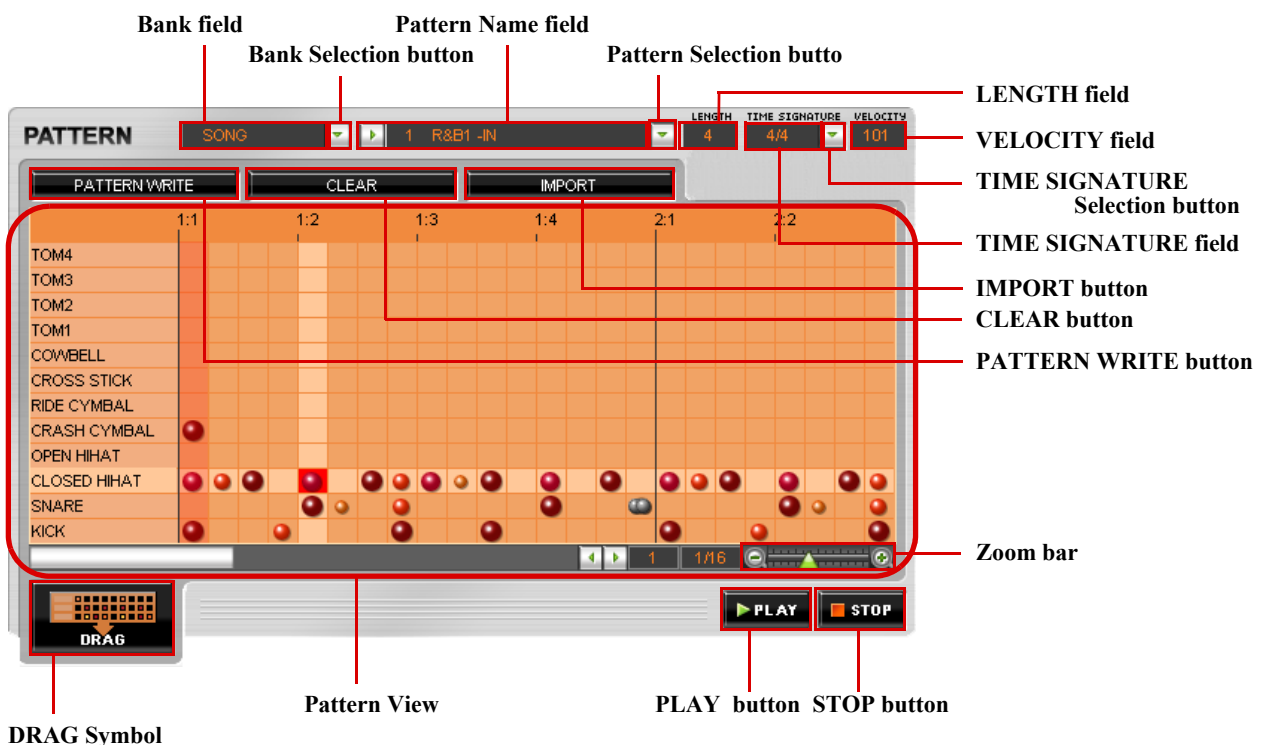 Bank field
Pattern Name field
Bank Selection button
Pattern Selection butto
LENGTH field
LENGTH TIME SIGNATURE VELOCITY
PATTERN SONG 1 R&B1 -IN 4 4/4 101
VELOCITY field
PATTERN WRITE CLEAR IMPORT
TIME SIGNATURE
Selection button
1:1 1:2 1:3 1:4 2:1 2:2
TIME SIGNATURE field
TOM4
TOM3
IMPORT button
TOM2
CLEAR button
TOM1
COWBELL
PATTERN WRITE button
CROSS STICK
RIDE CYMBAL
CRASH CYMBAL
OPEN HIHAT
CLOSED HIHAT
SNARE
KICK
1 1/16
Zoom bar
PLAY STOP
DRAG
Pattern View
PLAY button STOP button
DRAG Symbol